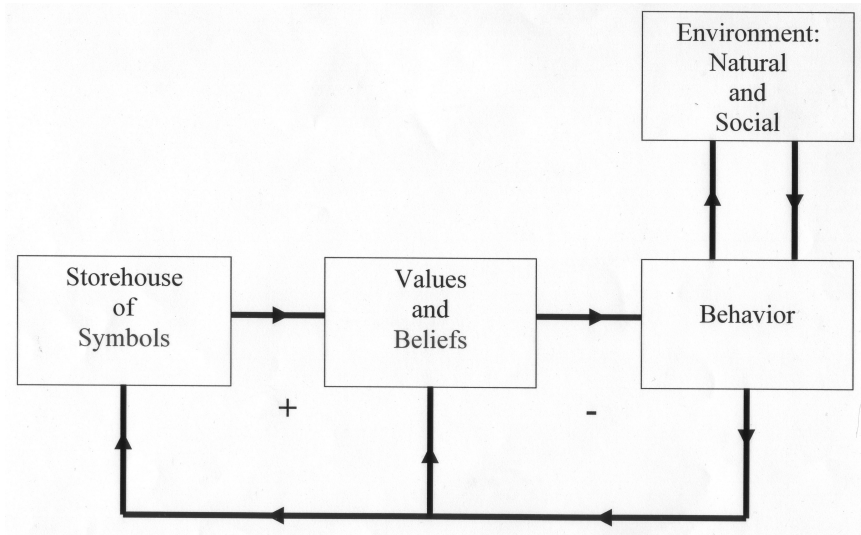 Environment:
Natural
and
Social
Storehouse
of
Symbols
Values
and
Beliefs
Behavior
+
-